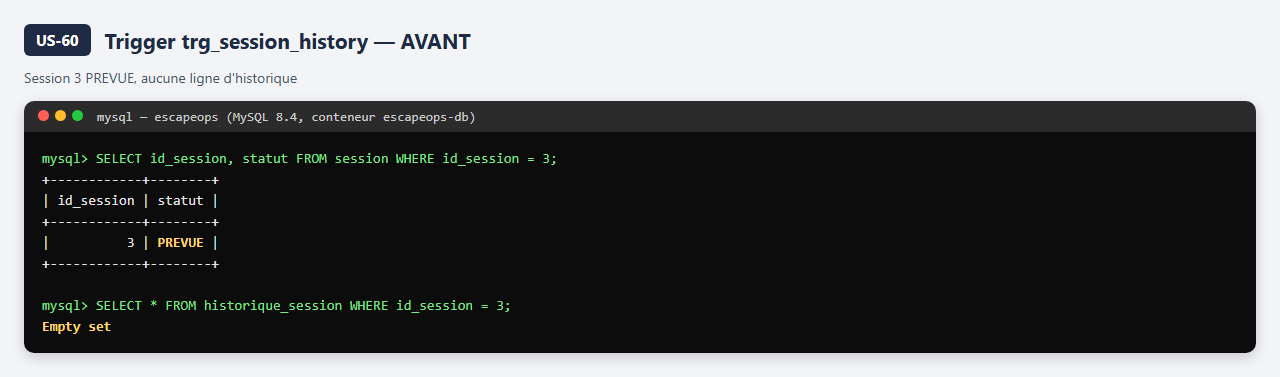 US-60 Trigger trg_session_history — AVANT
Session 3 PREVUE, aucune ligne d'historique
mysql — escapeops (MySQL 8.4, conteneur escapeops-db)
mysql> SELECT id_session, statut FROM session WHERE id_session = 3;
+------------+--------+
| id_session | statut |
+------------+--------+
|          3 | PREVUE |
+------------+--------+
mysql> SELECT * FROM historique_session WHERE id_session = 3;
Empty set